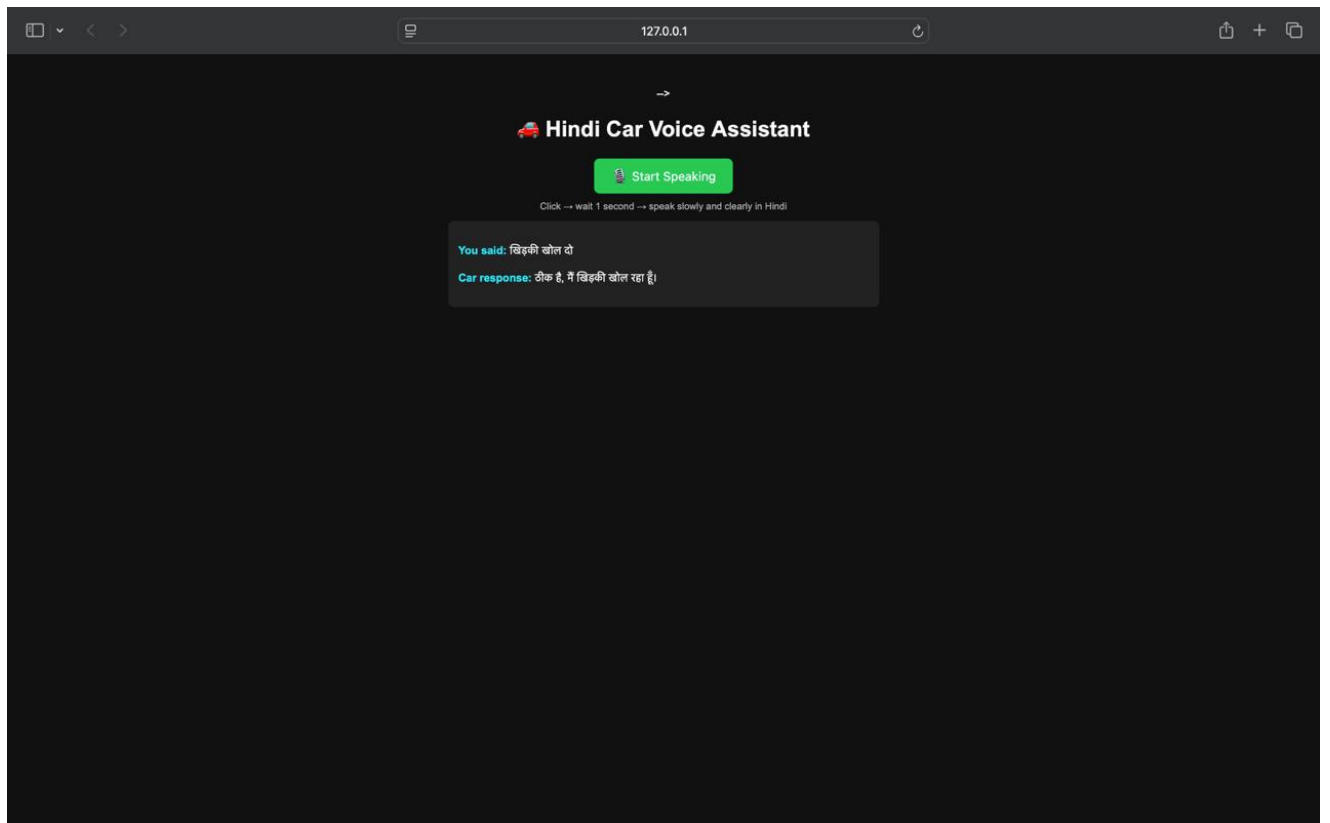 127.0.0.1
-->
🚗 Hindi Car Voice Assistant
🎙️ Start Speaking
Click → wait 1 second → speak slowly and clearly in Hindi
You said: खिड़की खोल दो
Car response: ठीक है, मैं खिड़की खोल रहा हूँ।